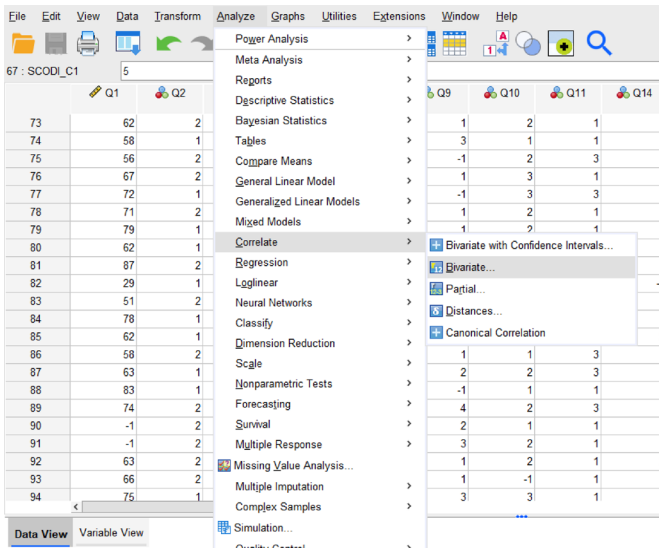 File Edit View Data Transform Analyze Graphs Utilities Extensions Window Help
67 : SCODI_C1 5
Q1 Q2 Q9 Q10 Q11 Q14
73 62 2 1 2 1
74 58 1 3 1 1
75 56 2 -1 2 3
76 67 2 1 3 1
77 72 1 -1 3 3
78 71 2 1 2 1
79 79 1 1 2 1
80 62 1
81 87 2
82 29 1
83 51 2
84 78 1
85 62 1
86 58 2 1 1 3
87 63 1 2 2 3
88 83 1 -1 1 1
89 74 2 4 2 3
90 -1 2 2 1 1
91 -1 2 3 2 1
92 63 2 1 2 1
93 66 2 1 -1 1
94 75 1 3 3 1
Power Analysis
Meta Analysis
Reports
Descriptive Statistics
Bayesian Statistics
Tables
Compare Means
General Linear Model
Generalized Linear Models
Mixed Models
Correlate
Regression
Loglinear
Neural Networks
Classify
Dimension Reduction
Scale
Nonparametric Tests
Forecasting
Survival
Multiple Response
Missing Value Analysis...
Multiple Imputation
Complex Samples
Simulation...
Quality Control
Bivariate with Confidence Intervals...
Bivariate...
Partial...
Distances...
Canonical Correlation
Data View Variable View